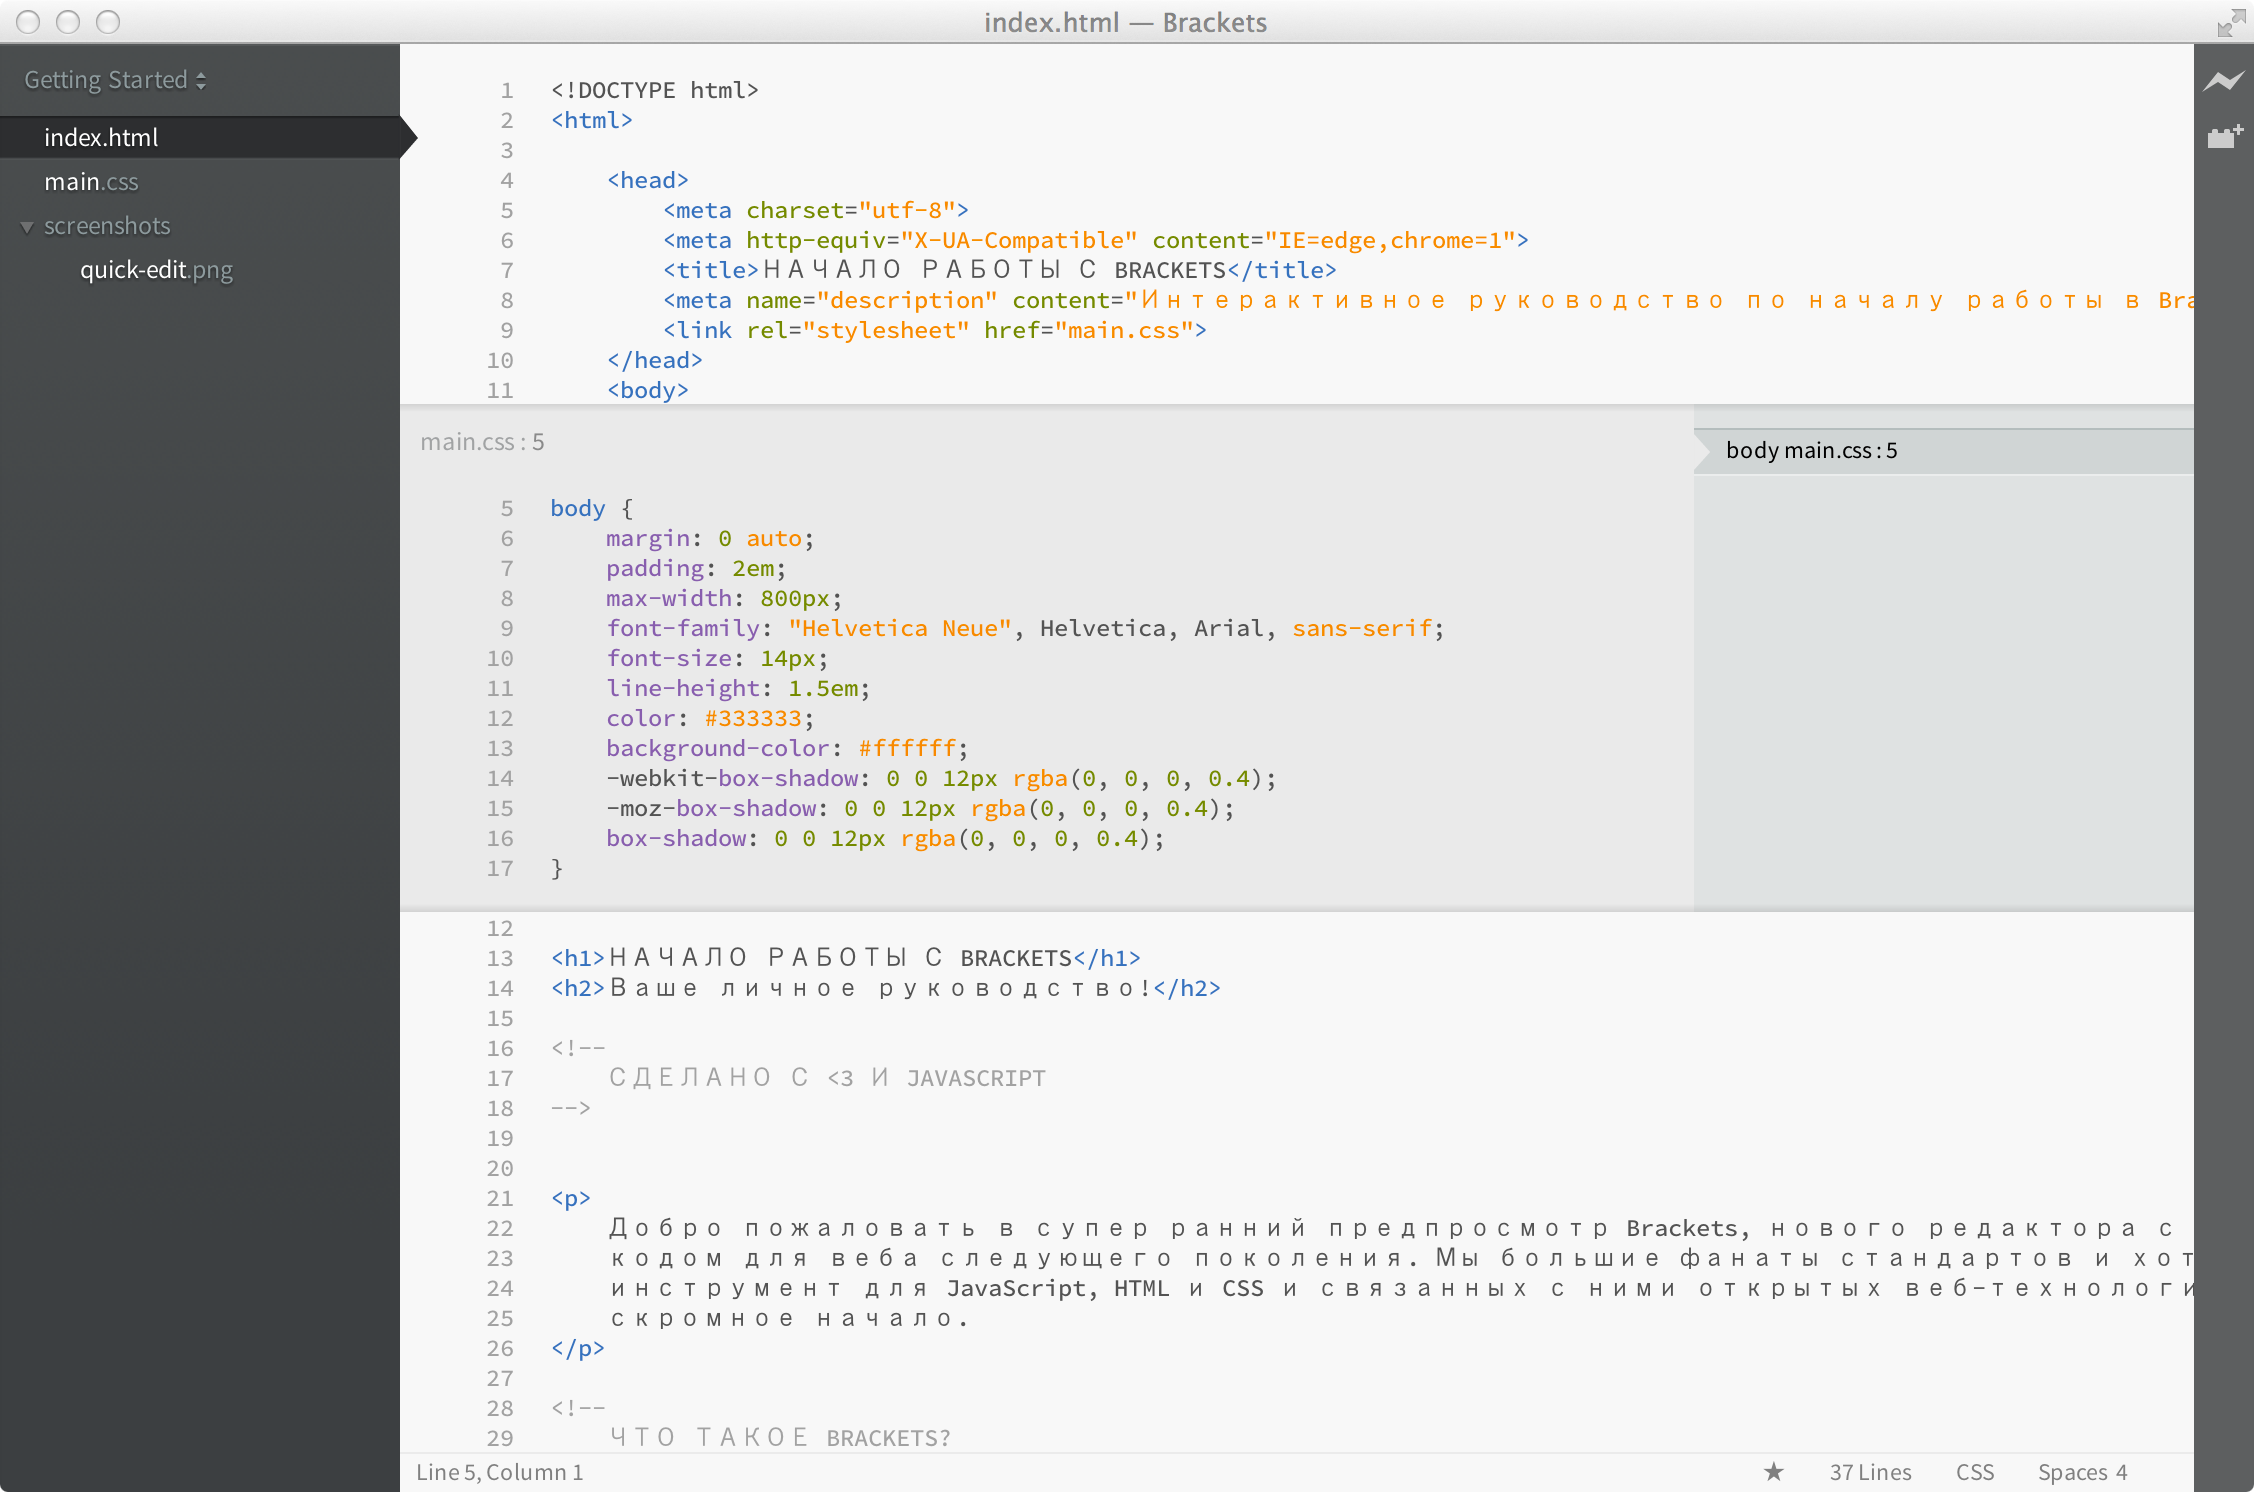 index.html — Brackets
Getting Started
index.html
main.css
screenshots
quick-edit.png
1 <!DOCTYPE html>
2 <html>
3
4 <head>
5 <meta charset="utf-8">
6 <meta http-equiv="X-UA-Compatible" content="IE=edge,chrome=1">
7 <title>НАЧАЛО РАБОТЫ С BRACKETS</title>
8 <meta name="description" content="Интерактивное руководство по началу работы в Bra
9 <link rel="stylesheet" href="main.css">
10 </head>
11 <body>
main.css : 5
body main.css : 5
5 body {
6 margin: 0 auto;
7 padding: 2em;
8 max-width: 800px;
9 font-family: "Helvetica Neue", Helvetica, Arial, sans-serif;
10 font-size: 14px;
11 line-height: 1.5em;
12 color: #333333;
13 background-color: #ffffff;
14 -webkit-box-shadow: 0 0 12px rgba(0, 0, 0, 0.4);
15 -moz-box-shadow: 0 0 12px rgba(0, 0, 0, 0.4);
16 box-shadow: 0 0 12px rgba(0, 0, 0, 0.4);
17 }
12
13 <h1>НАЧАЛО РАБОТЫ С BRACKETS</h1>
14 <h2>Ваше личное руководство!</h2>
15
16 <!--
17 СДЕЛАНО С <3 И JAVASCRIPT
18 -->
19
20
21 <p>
22 Добро пожаловать в супер ранний предпросмотр Brackets, нового редактора с
23 кодом для веба следующего поколения. Мы большие фанаты стандартов и хот
24 инструмент для JavaScript, HTML и CSS и связанных с ними открытых веб-технологи
25 скромное начало.
26 </p>
27
28 <!--
29 ЧТО ТАКОЕ BRACKETS?
Line 5, Column 1
37 Lines
CSS
Spaces 4